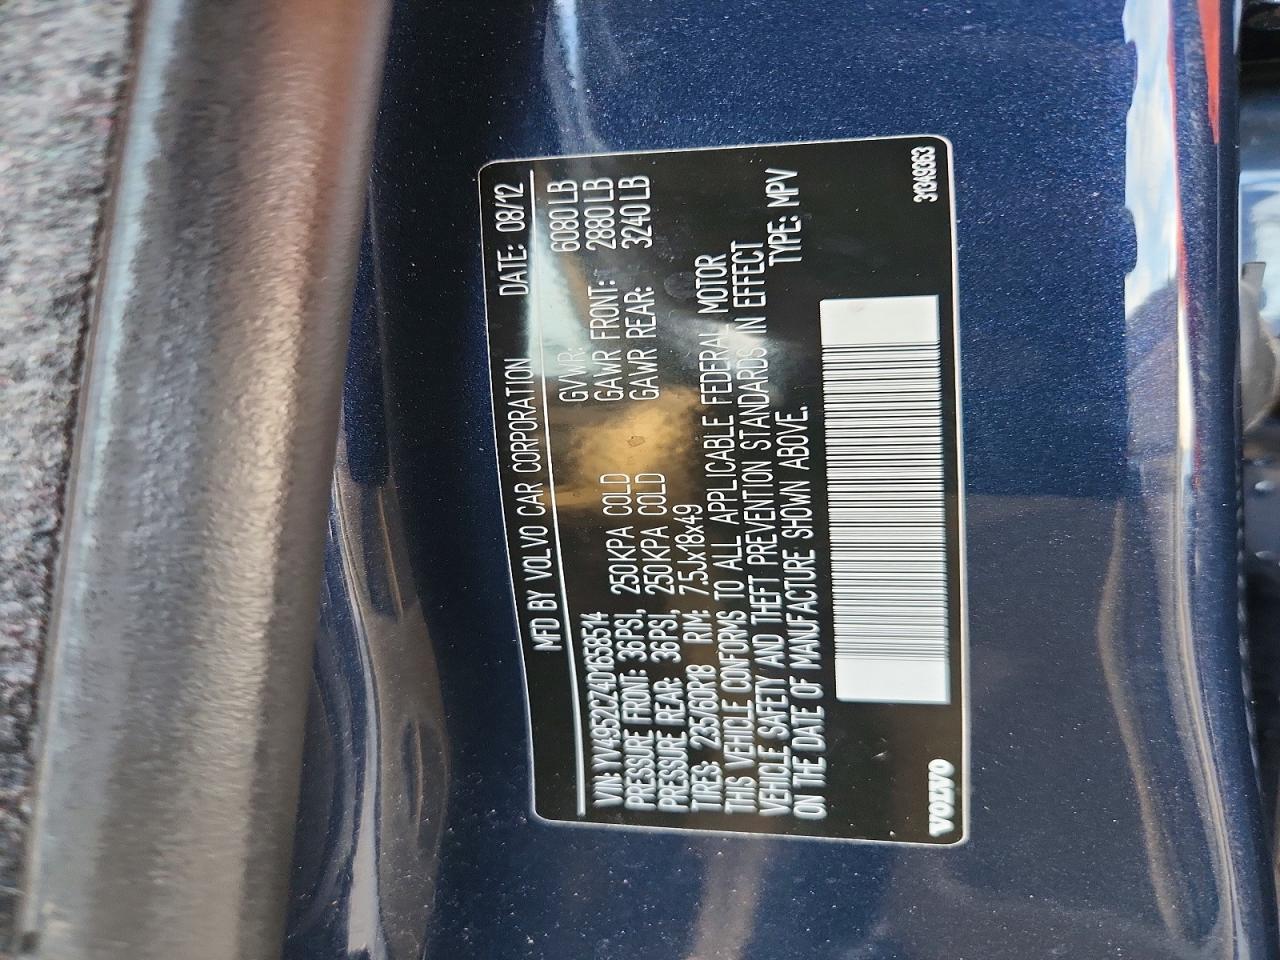 MFD BY VOLVO CAR CORPORATION DATE: 08/12
GVWR: 6080 LB
GAWR FRONT: 2880 LB
GAWR REAR: 3240 LB
VIN: YV4952CZ4D1658514
PRESSURE FRONT: 36PSI, 250KPA COLD
PRESSURE REAR: 36PSI, 250KPA COLD
TIRES: 235/60R18 RIM: 7.5Jx18x49
THIS VEHICLE CONFORMS TO ALL APPLICABLE FEDERAL MOTOR
VEHICLE SAFETY AND THEFT PREVENTION STANDARDS IN EFFECT
ON THE DATE OF MANUFACTURE SHOWN ABOVE.
TYPE: MPV
VOLVO
31349363